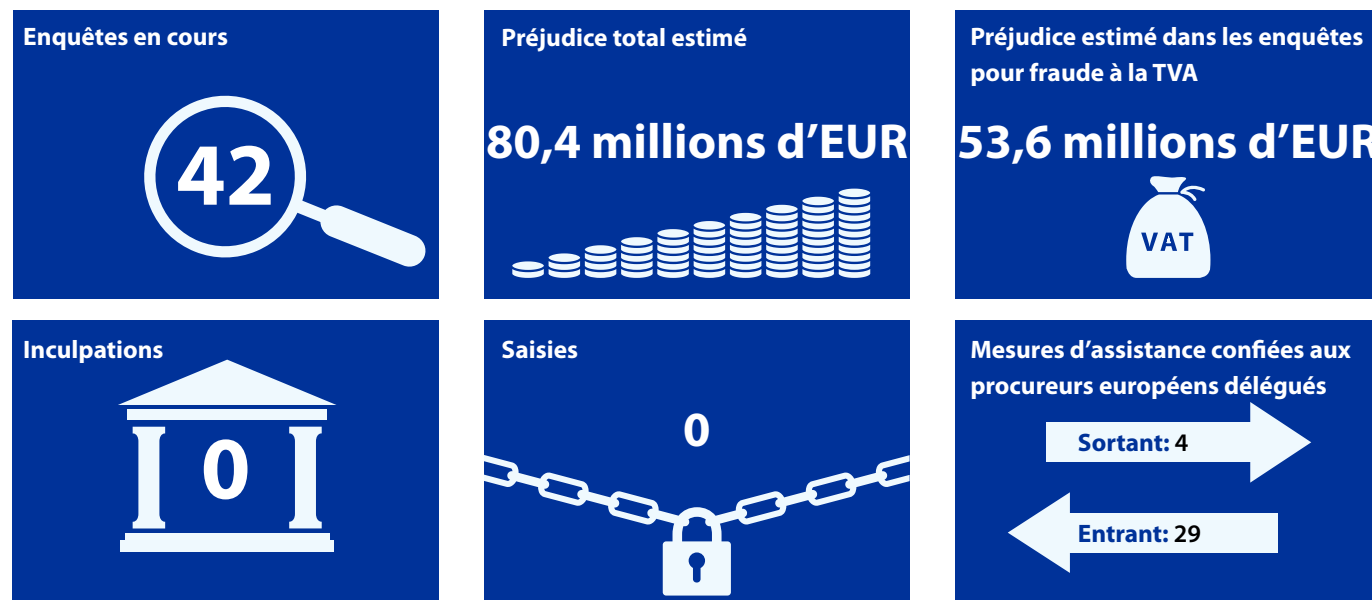 Enquêtes en cours
42
Préjudice total estimé
80,4 millions d’EUR
Préjudice estimé dans les enquêtes
pour fraude à la TVA
53,6 millions d’EUR
VAT
Inculpations
0
Saisies
0
Mesures d’assistance confiées aux
procureurs européens délégués
Sortant: 4
Entrant: 29